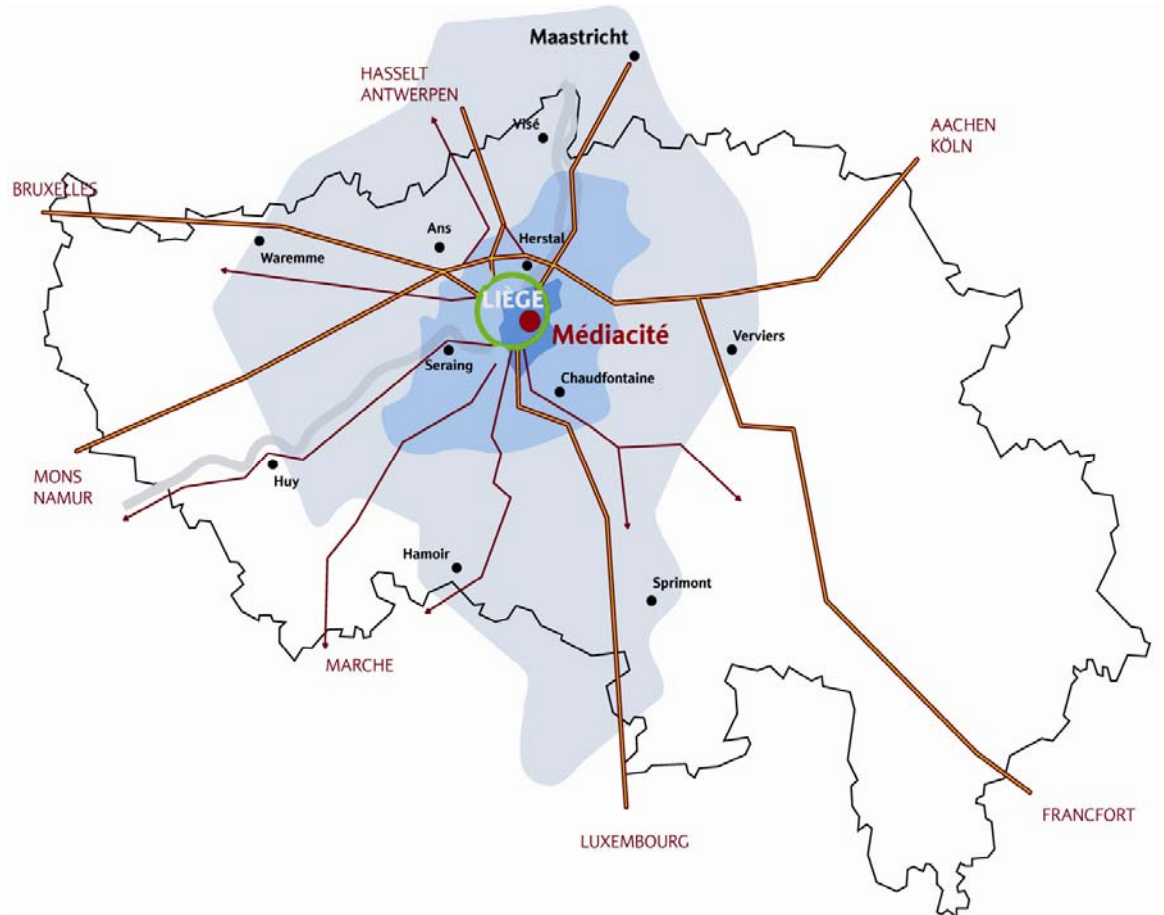 Maastricht
HASSELT
ANTWERPEN
Visé
AACHEN
KÖLN
BRUXELLES
Ans
Herstal
Waremme
LIÈGE
Médiacité
Verviers
Seraing
Chaudfontaine
MONS
NAMUR
Huy
Hamoir
Sprimont
MARCHE
FRANCFORT
LUXEMBOURG